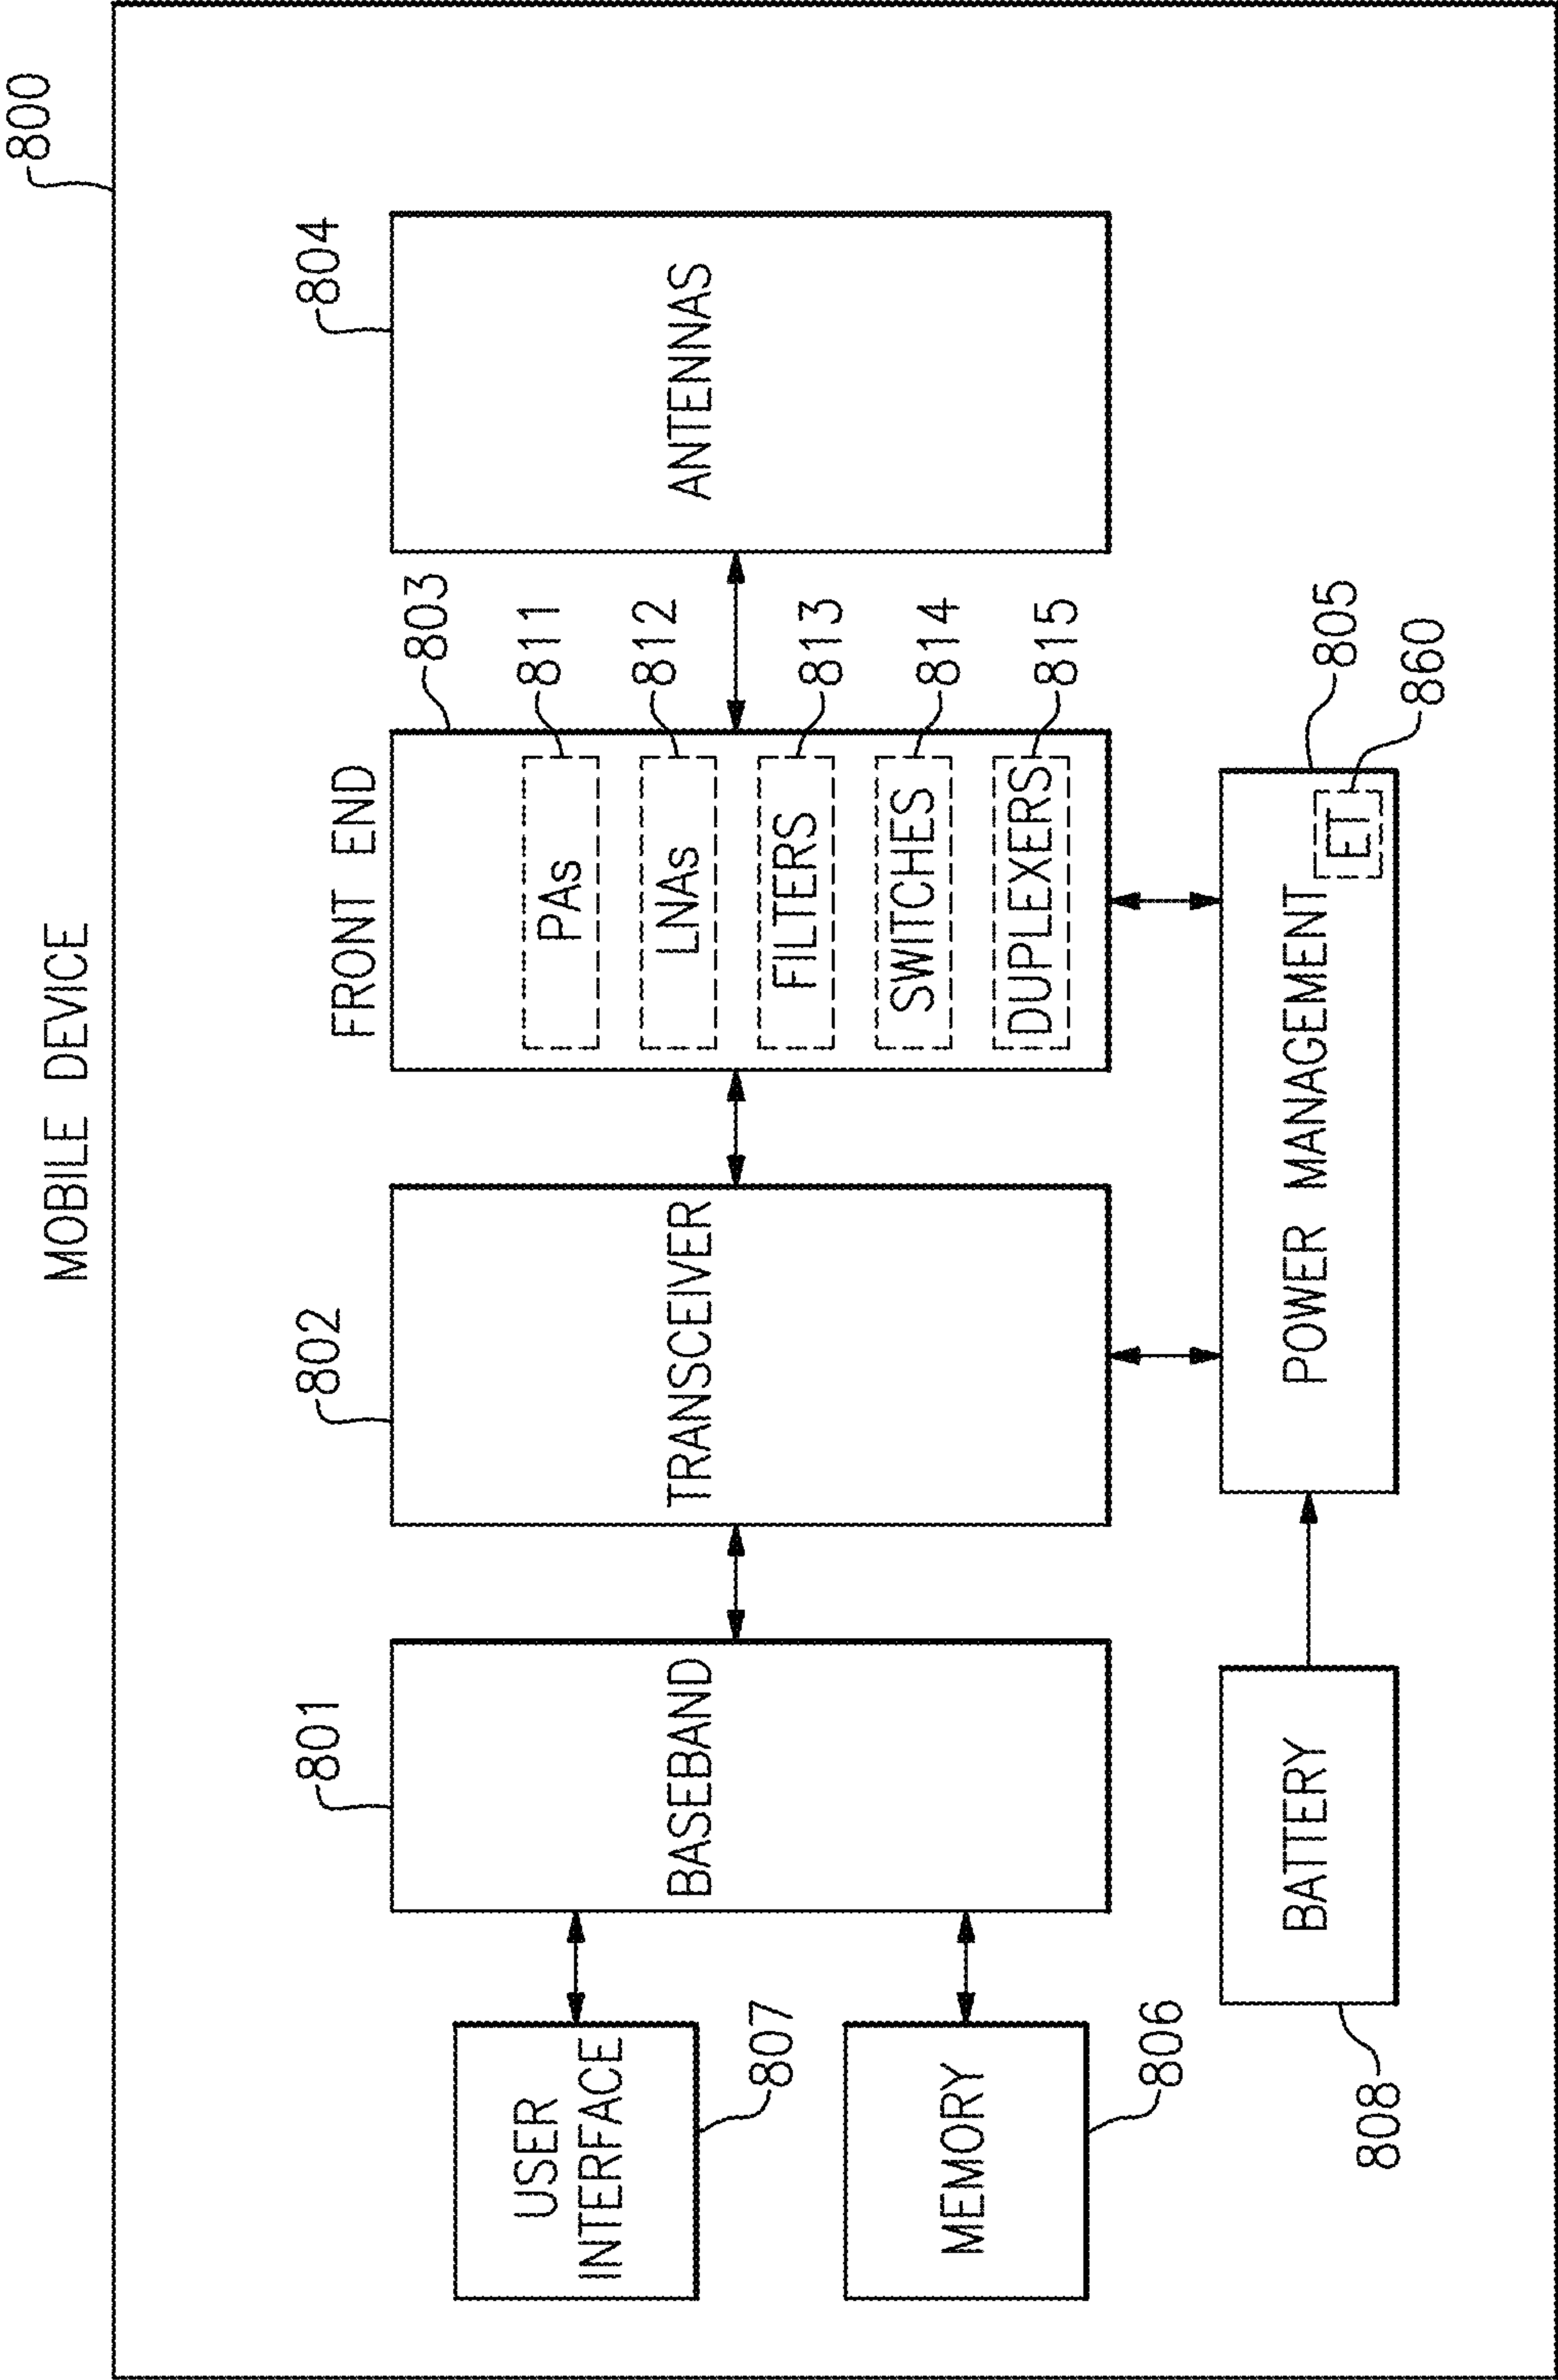 MOBILE DEVICE
800
FRONT END
801
802
803
804
USER
INTERFACE
807
MEMORY
806
BASEBAND
TRANSCEIVER
PAs
811
LNAs
812
FILTERS
813
SWITCHES
814
DUPLEXERS
815
ANTENNAS
BATTERY
808
POWER MANAGEMENT
ET
805
860